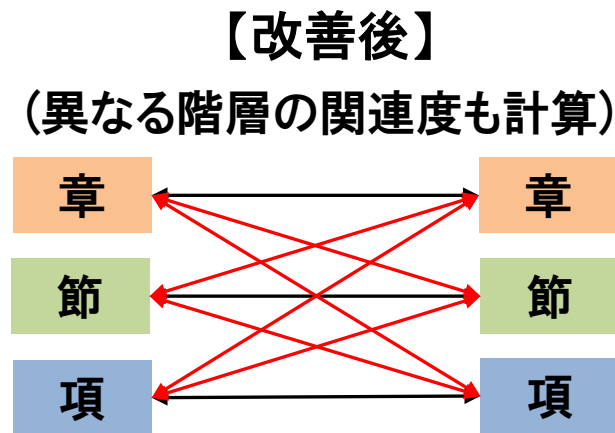 【改善後】
(異なる階層の関連度も計算)
章 章
節 節
項 項